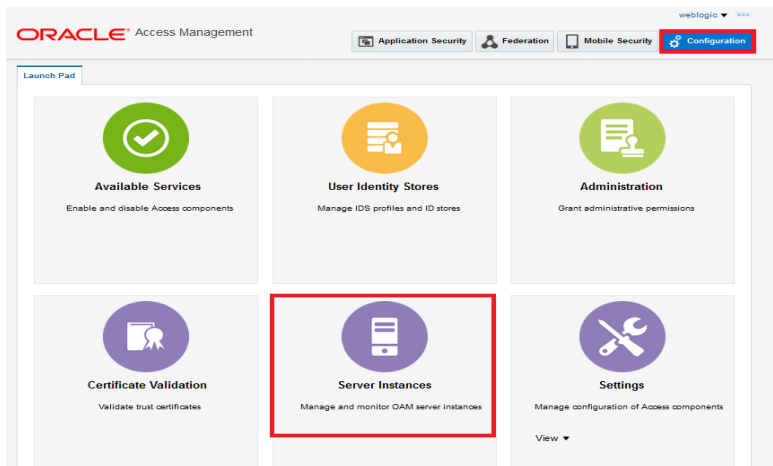 weblogic ▼
ORACLE® Access Management
Application Security
Federation
Mobile Security
Configuration
Launch Pad
Available Services
Enable and disable Access components
User Identity Stores
Manage IDS profiles and ID stores
Administration
Grant administrative permissions
Certificate Validation
Validate trust certificates
Server Instances
Manage and monitor OAM server instances
Settings
Manage configuration of Access components
View ▼